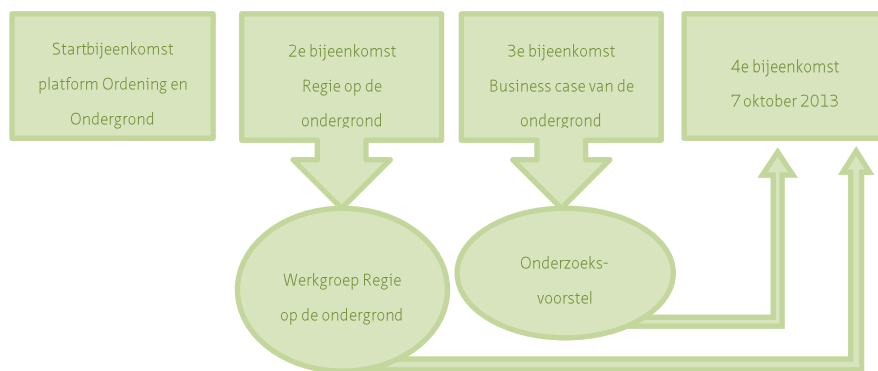 Startbijeenkomst
platform Ordening en
Ondergrond
2e bijeenkomst
Regie op de
ondergrond
3e bijeenkomst
Business case van de
ondergrond
4e bijeenkomst
7 oktober 2013
Werkgroep Regie
op de ondergrond
Onderzoeks-
voorstel